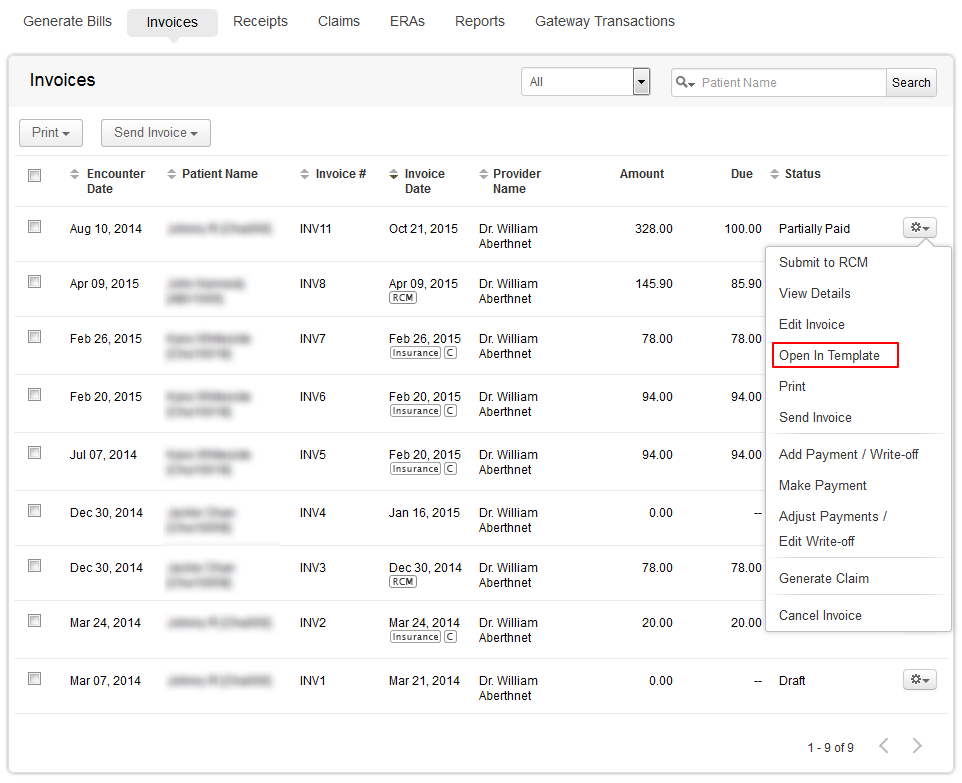 Generate Bills Invoices Receipts Claims ERAs Reports Gateway Transactions
Invoices All Patient Name Search
Print Send Invoice
Encounter Date Patient Name Invoice # Invoice Date Provider Name Amount Due Status
Aug 10, 2014 INV11 Oct 21, 2015 Dr. William Aberthnet 328.00 100.00 Partially Paid
Apr 09, 2015 INV8 Apr 09, 2015 RCM Dr. William Aberthnet 145.90 85.90
Feb 26, 2015 INV7 Feb 26, 2015 Insurance C Dr. William Aberthnet 78.00 78.00
Feb 20, 2015 INV6 Feb 20, 2015 Insurance C Dr. William Aberthnet 94.00 94.00
Jul 07, 2014 INV5 Feb 20, 2015 Insurance C Dr. William Aberthnet 94.00 94.00
Dec 30, 2014 INV4 Jan 16, 2015 Dr. William Aberthnet 0.00 --
Dec 30, 2014 INV3 Dec 30, 2014 RCM Dr. William Aberthnet 78.00 78.00
Mar 24, 2014 INV2 Mar 24, 2014 Insurance C Dr. William Aberthnet 20.00 20.00
Mar 07, 2014 INV1 Mar 21, 2014 Dr. William Aberthnet 0.00 -- Draft
Submit to RCM
View Details
Edit Invoice
Open In Template
Print
Send Invoice
Add Payment / Write-off
Make Payment
Adjust Payments /
Edit Write-off
Generate Claim
Cancel Invoice
1 - 9 of 9